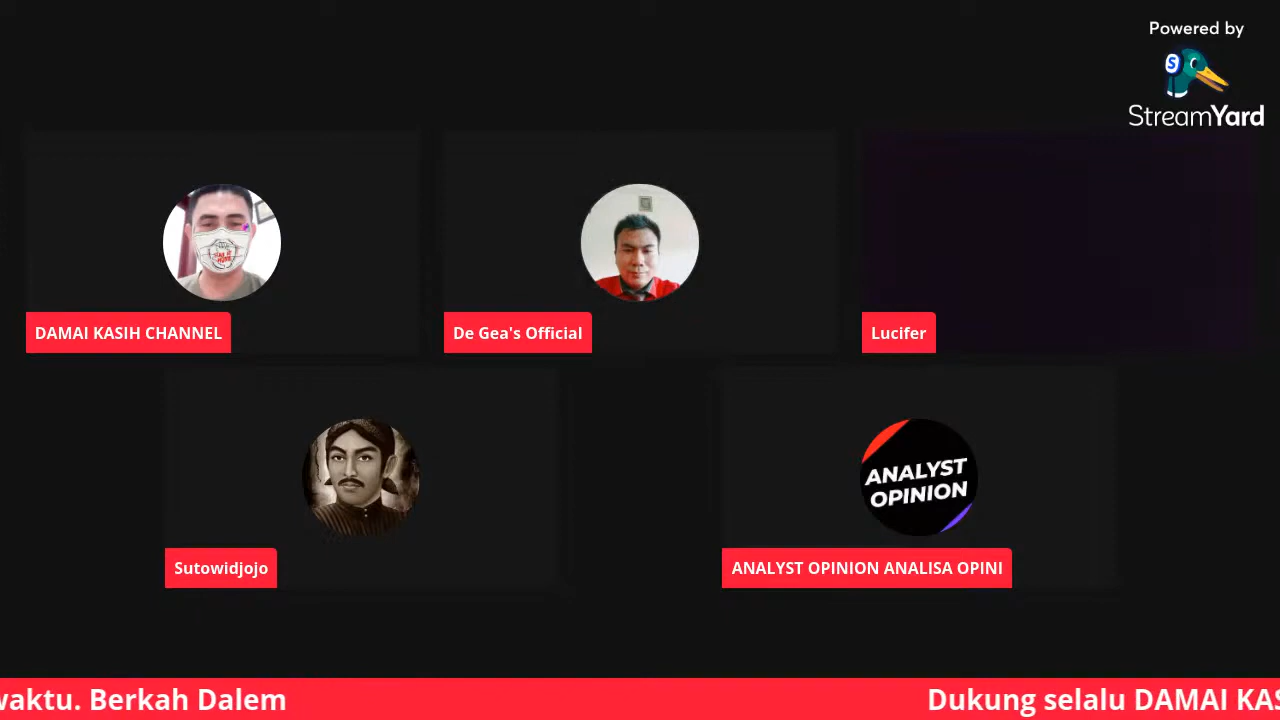 Powered by
StreamYard
DAMAI KASIH CHANNEL
De Gea's Official
Lucifer
ANALYST
OPINION
Sutowidjojo
ANALYST OPINION ANALISA OPINI
waktu. Berkah Dalem
Dukung selalu DAMAI KAS